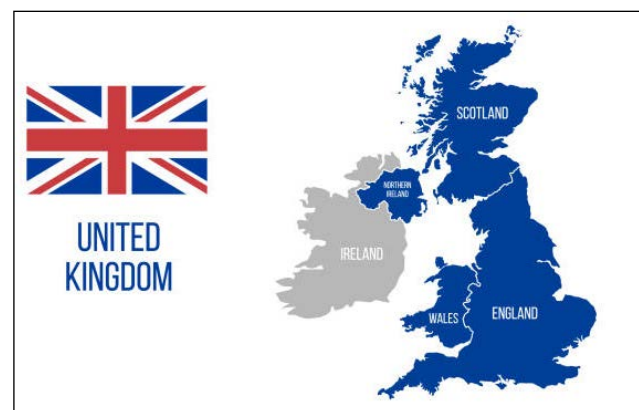 UNITED
KINGDOM
SCOTLAND
NORTHERN
IRELAND
IRELAND
WALES
ENGLAND